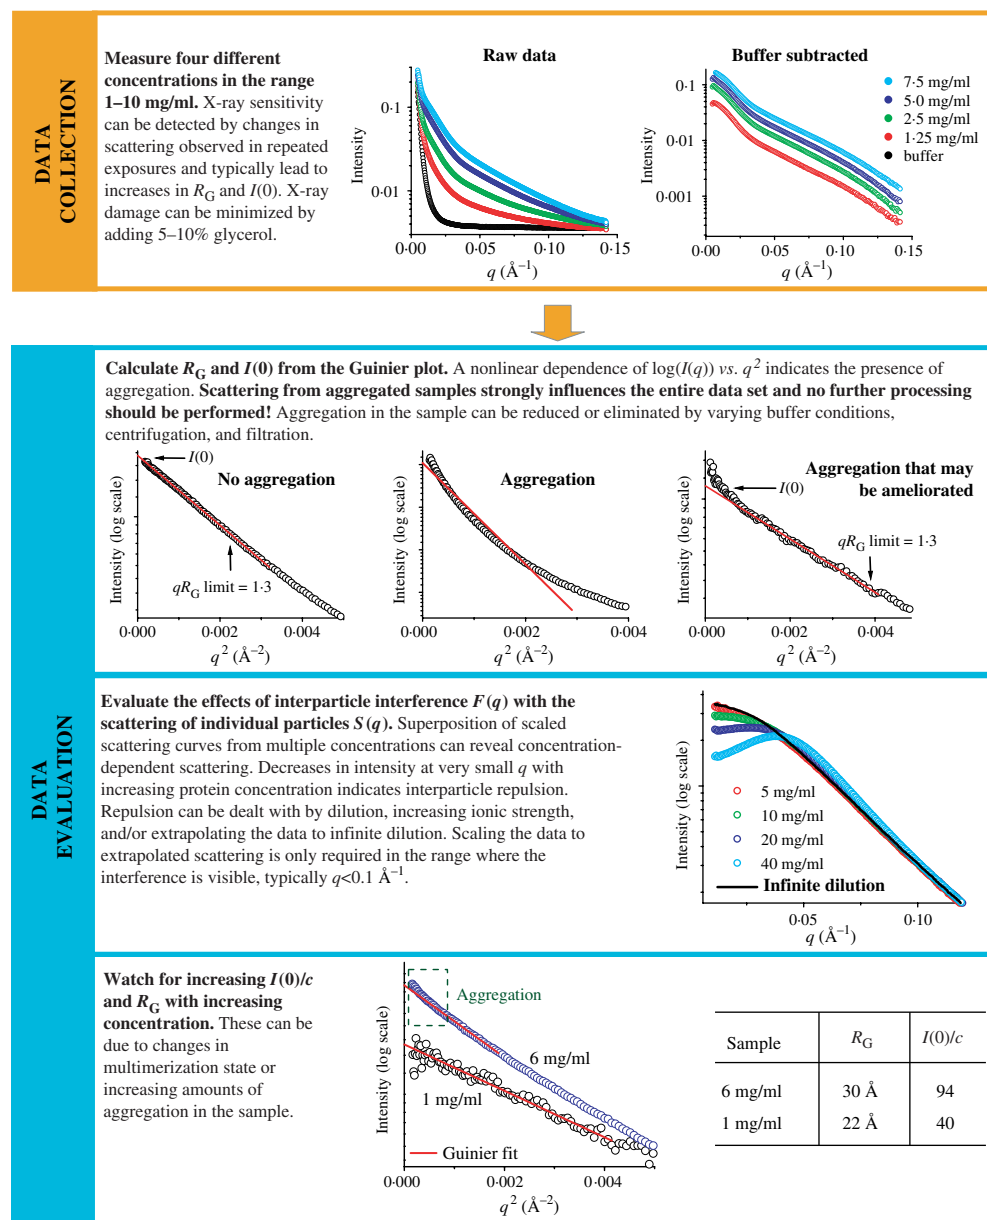 DATA
COLLECTION
Measure four different
concentrations in the range
1–10 mg/ml. X-ray sensitivity
can be detected by changes in
scattering observed in repeated
exposures and typically lead to
increases in RG and I(0). X-ray
damage can be minimized by
adding 5–10% glycerol.
Raw data
Intensity
0·1
0·01
0·00 0·05 0·10 0·15
q (Å–1)
Buffer subtracted
Intensity
0·1
0·01
0·001
0·00 0·05 0·10 0·15
q (Å–1)
7·5 mg/ml
5·0 mg/ml
2·5 mg/ml
1·25 mg/ml
buffer
DATA
EVALUATION
Calculate RG and I(0) from the Guinier plot. A nonlinear dependence of log(I(q)) vs. q2 indicates the presence of
aggregation. Scattering from aggregated samples strongly influences the entire data set and no further processing
should be performed! Aggregation in the sample can be reduced or eliminated by varying buffer conditions,
centrifugation, and filtration.
Intensity (log scale)
I(0)
No aggregation
qRG limit = 1·3
0·000 0·002 0·004
q2 (Å–2)
Intensity (log scale)
Aggregation
0·000 0·002 0·004
q2 (Å–2)
Intensity (log scale)
Aggregation that may
be ameliorated
I(0)
qRG limit = 1·3
0·000 0·002 0·004
q2 (Å–2)
Evaluate the effects of interparticle interference F(q) with the
scattering of individual particles S(q). Superposition of scaled
scattering curves from multiple concentrations can reveal concentration-
dependent scattering. Decreases in intensity at very small q with
increasing protein concentration indicates interparticle repulsion.
Repulsion can be dealt with by dilution, increasing ionic strength,
and/or extrapolating the data to infinite dilution. Scaling the data to
extrapolated scattering is only required in the range where the
interference is visible, typically q<0.1 Å–1.
Intensity (log scale)
5 mg/ml
10 mg/ml
20 mg/ml
40 mg/ml
Infinite dilution
0·05 0·10
q (Å–1)
Watch for increasing I(0)/c
and RG with increasing
concentration. These can be
due to changes in
multimerization state or
increasing amounts of
aggregation in the sample.
Intensity (log scale)
Aggregation
6 mg/ml
1 mg/ml
Guinier fit
0·000 0·002 0·004
q2 (Å–2)
Sample RG I(0)/c
6 mg/ml 30 Å 94
1 mg/ml 22 Å 40